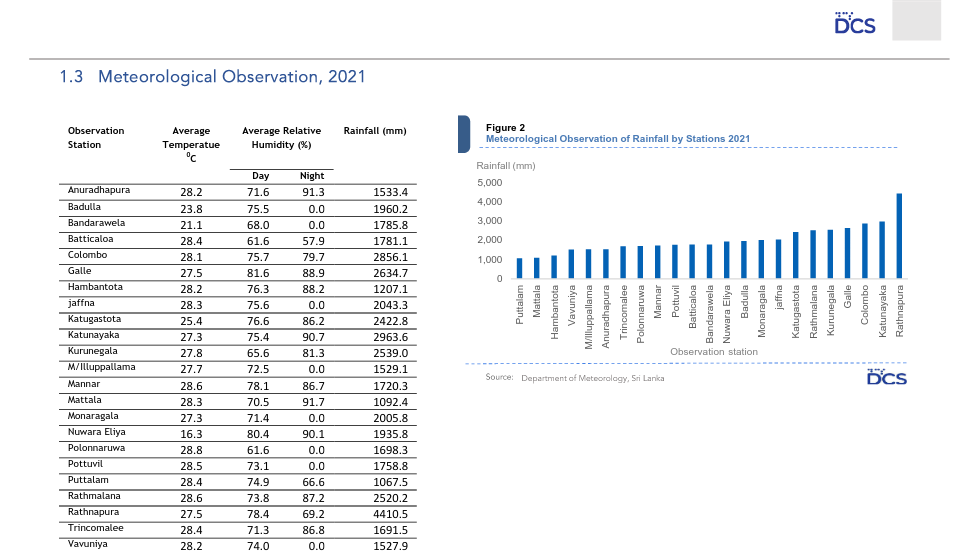 DCS
1.3 Meteorological Observation, 2021
Observation Station Average Temperatue ⁰C Average Relative Humidity (%) Rainfall (mm)
Day Night
Anuradhapura 28.2 71.6 91.3 1533.4
Badulla 23.8 75.5 0.0 1960.2
Bandarawela 21.1 68.0 0.0 1785.8
Batticaloa 28.4 61.6 57.9 1781.1
Colombo 28.1 75.7 79.7 2856.1
Galle 27.5 81.6 88.9 2634.7
Hambantota 28.2 76.3 88.2 1207.1
jaffna 28.3 75.6 0.0 2043.3
Katugastota 25.4 76.6 86.2 2422.8
Katunayaka 27.3 75.4 90.7 2963.6
Kurunegala 27.8 65.6 81.3 2539.0
M/Illuppallama 27.7 72.5 0.0 1529.1
Mannar 28.6 78.1 86.7 1720.3
Mattala 28.3 70.5 91.7 1092.4
Monaragala 27.3 71.4 0.0 2005.8
Nuwara Eliya 16.3 80.4 90.1 1935.8
Polonnaruwa 28.8 61.6 0.0 1698.3
Pottuvil 28.5 73.1 0.0 1758.8
Puttalam 28.4 74.9 66.6 1067.5
Rathmalana 28.6 73.8 87.2 2520.2
Rathnapura 27.5 78.4 69.2 4410.5
Trincomalee 28.4 71.3 86.8 1691.5
Vavuniya 28.2 74.0 0.0 1527.9
Figure 2
Meteorological Observation of Rainfall by Stations 2021
Rainfall (mm)
5,000
4,000
3,000
2,000
1,000
0
Puttalam
Mattala
Hambantota
Vavuniya
M/Illuppallama
Anuradhapura
Trincomalee
Polonnaruwa
Mannar
Pottuvil
Batticaloa
Bandarawela
Nuwara Eliya
Badulla
Monaragala
jaffna
Katugastota
Rathmalana
Kurunegala
Galle
Colombo
Katunayaka
Rathnapura
Observation station
Source: Department of Meteorology, Sri Lanka
DCS